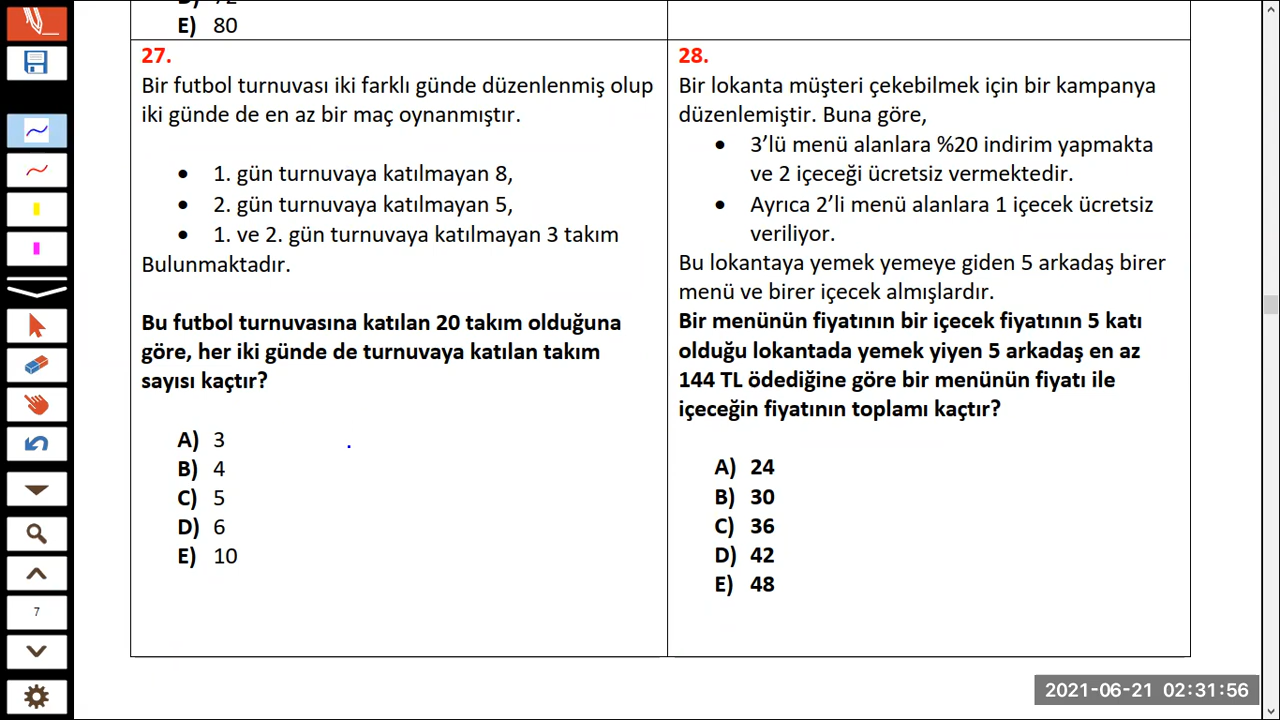 E) 80
27.
Bir futbol turnuvası iki farklı günde düzenlenmiş olup
iki günde de en az bir maç oynanmıştır.
• 1. gün turnuvaya katılmayan 8,
• 2. gün turnuvaya katılmayan 5,
• 1. ve 2. gün turnuvaya katılmayan 3 takım
Bulunmaktadır.
Bu futbol turnuvasına katılan 20 takım olduğuna
göre, her iki günde de turnuvaya katılan takım
sayısı kaçtır?
A) 3
B) 4
C) 5
D) 6
E) 10
28.
Bir lokanta müşteri çekebilmek için bir kampanya
düzenlemiştir. Buna göre,
• 3’lü menü alanlara %20 indirim yapmakta
ve 2 içeceği ücretsiz vermektedir.
• Ayrıca 2’li menü alanlara 1 içecek ücretsiz
veriliyor.
Bu lokantaya yemek yemeye giden 5 arkadaş birer
menü ve birer içecek almışlardır.
Bir menünün fiyatının bir içecek fiyatının 5 katı
olduğu lokantada yemek yiyen 5 arkadaş en az
144 TL ödediğine göre bir menünün fiyatı ile
içeceğin fiyatının toplamı kaçtır?
A) 24
B) 30
C) 36
D) 42
E) 48
7
2021-06-21 02:31:56